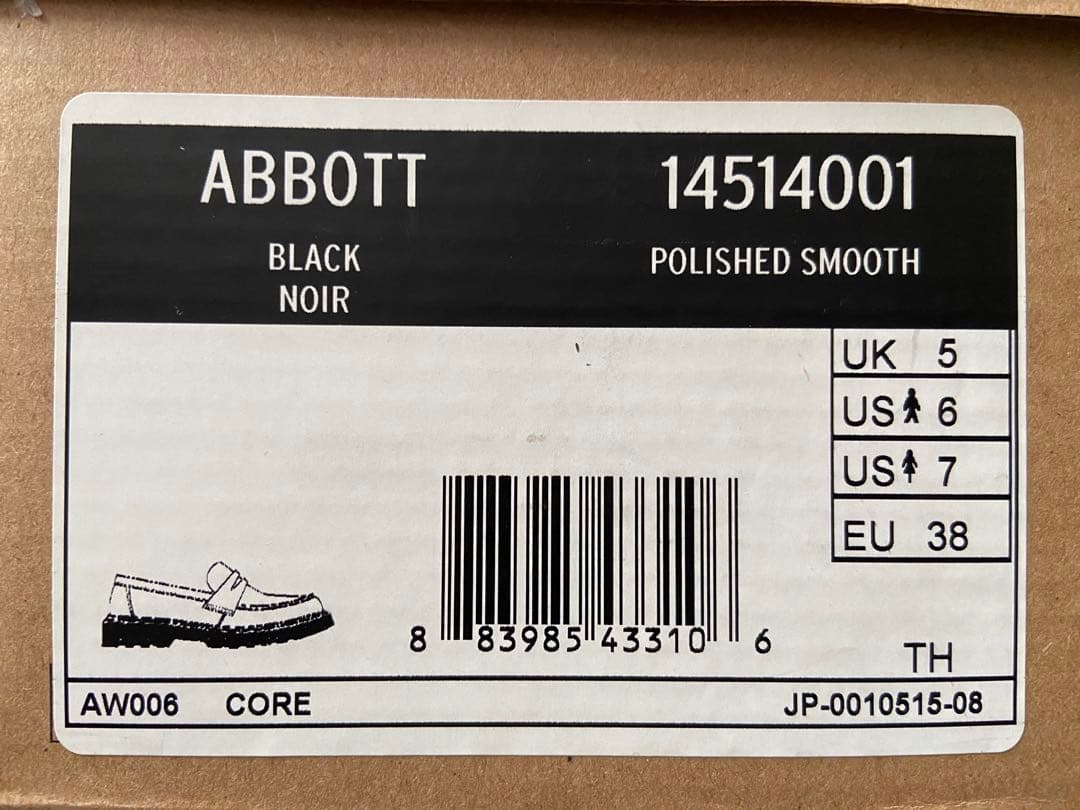 ABBOTT
14514001
BLACK
NOIR
POLISHED SMOOTH
UK 5
US 6
US 7
EU 38
8 83985 43310 6
TH
AW006 CORE
JP-0010515-08